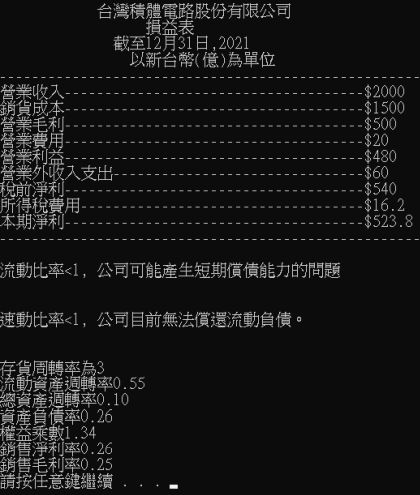 台灣積體電路股份有限公司
損益表
截至12月31日,2021
以新台幣(億)為單位
----------------------------------------------------
營業收入-------------------------------------$2000
銷貨成本-------------------------------------$1500
營業毛利-------------------------------------$500
營業費用-------------------------------------$20
營業利益-------------------------------------$480
營業外收入支出-------------------------------$60
稅前淨利-------------------------------------$540
所得稅費用-----------------------------------$16.2
本期淨利-------------------------------------$523.8
----------------------------------------------------
流動比率<1, 公司可能產生短期償債能力的問題
速動比率<1, 公司目前無法償還流動負債。
存貨周轉率為3
流動資產週轉率0.55
總資產週轉率0.10
資產負債率0.26
權益乘數1.34
銷售淨利率0.26
銷售毛利率0.25
請按任意鍵繼續 . . .